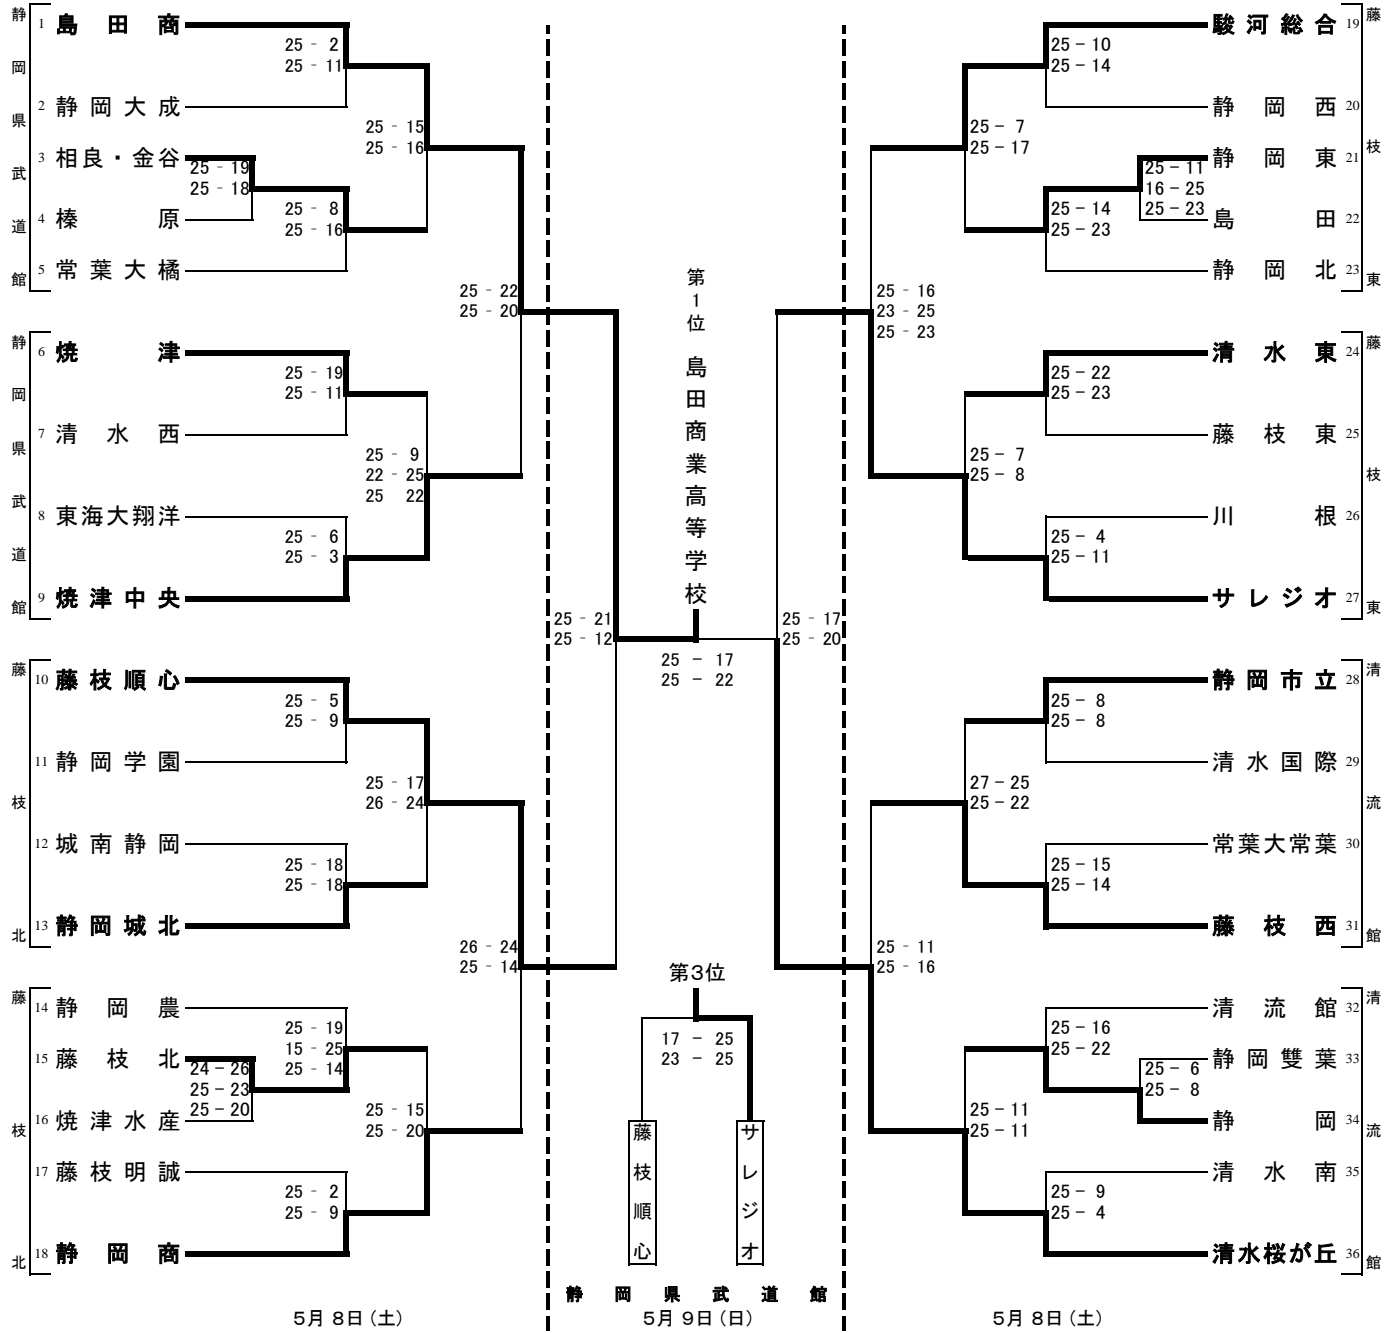 静岡県武道館
1 島田商
25 - 2
25 - 11
2 静岡大成
25 - 15
25 - 16
3 相良・金谷
25 - 19
25 - 18
4 榛原
25 - 8
25 - 16
5 常葉大橘
25 - 22
25 - 20
静岡県武道館
6 焼津
25 - 19
25 - 11
7 清水西
25 - 9
22 - 25
25 22
8 東海大翔洋
25 - 6
25 - 3
9 焼津中央
25 - 21
25 - 12
藤枝北
10 藤枝順心
25 - 5
25 - 9
11 静岡学園
25 - 17
26 - 24
12 城南静岡
25 - 18
25 - 18
13 静岡城北
26 - 24
25 - 14
藤枝北
14 静岡農
25 - 19
15 - 25
25 - 14
15 藤枝北
24 - 26
25 - 23
25 - 20
16 焼津水産
25 - 15
25 - 20
17 藤枝明誠
25 - 2
25 - 9
18 静岡商
5月 8日(土)
第1位 島田商業高等学校
25 - 17
25 - 22
第3位
17 - 25
23 - 25
藤枝順心
サレジオ
静岡県武道館
5月 9日(日)
藤枝東
駿河総合 19
25 - 10
25 - 14
静岡西 20
25 - 7
25 - 17
静岡東 21
25 - 11
16 - 25
25 - 23
島田 22
25 - 14
25 - 23
静岡北 23
25 - 16
23 - 25
25 - 23
藤枝東
清水東 24
25 - 22
25 - 23
藤枝東 25
25 - 7
25 - 8
川根 26
25 - 4
25 - 11
サレジオ 27
25 - 17
25 - 20
清流館
静岡市立 28
25 - 8
25 - 8
清水国際 29
27 - 25
25 - 22
常葉大常葉 30
25 - 15
25 - 14
藤枝西 31
25 - 11
25 - 16
清流館
清流館 32
25 - 16
25 - 22
静岡雙葉 33
25 - 6
25 - 8
静岡 34
25 - 11
25 - 11
清水南 35
25 - 9
25 - 4
清水桜が丘 36
5月 8日(土)